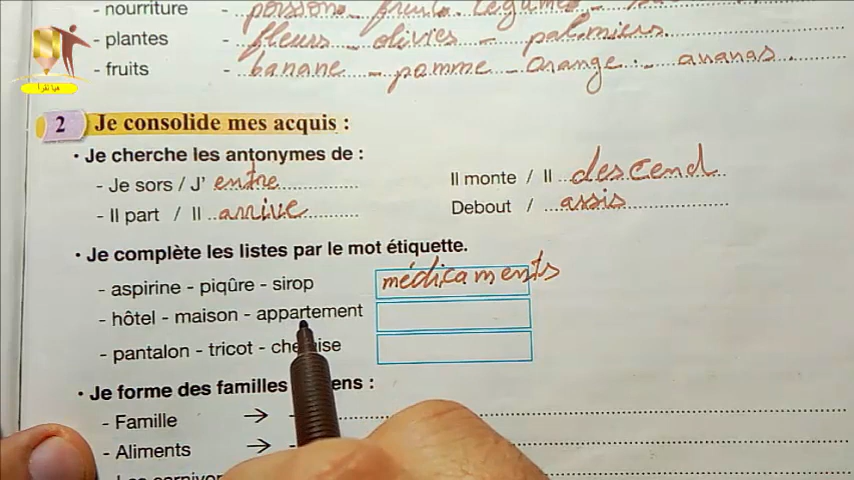 - nourriture - poissons - fruits légumes -
- plantes - fleurs - olivies - palmiers.
- fruits - banane - pomme - orange - ananas
هيا نقرأ
2 Je consolide mes acquis :
• Je cherche les antonymes de :
- Je sors / J' entre Il monte / Il descend
- Il part / Il arrive Debout / assis
• Je complète les listes par le mot étiquette.
- aspirine - piqûre - sirop médicaments
- hôtel - maison - appartement
- pantalon - tricot -
• Je forme des familles :
- Famille →
- Aliments →